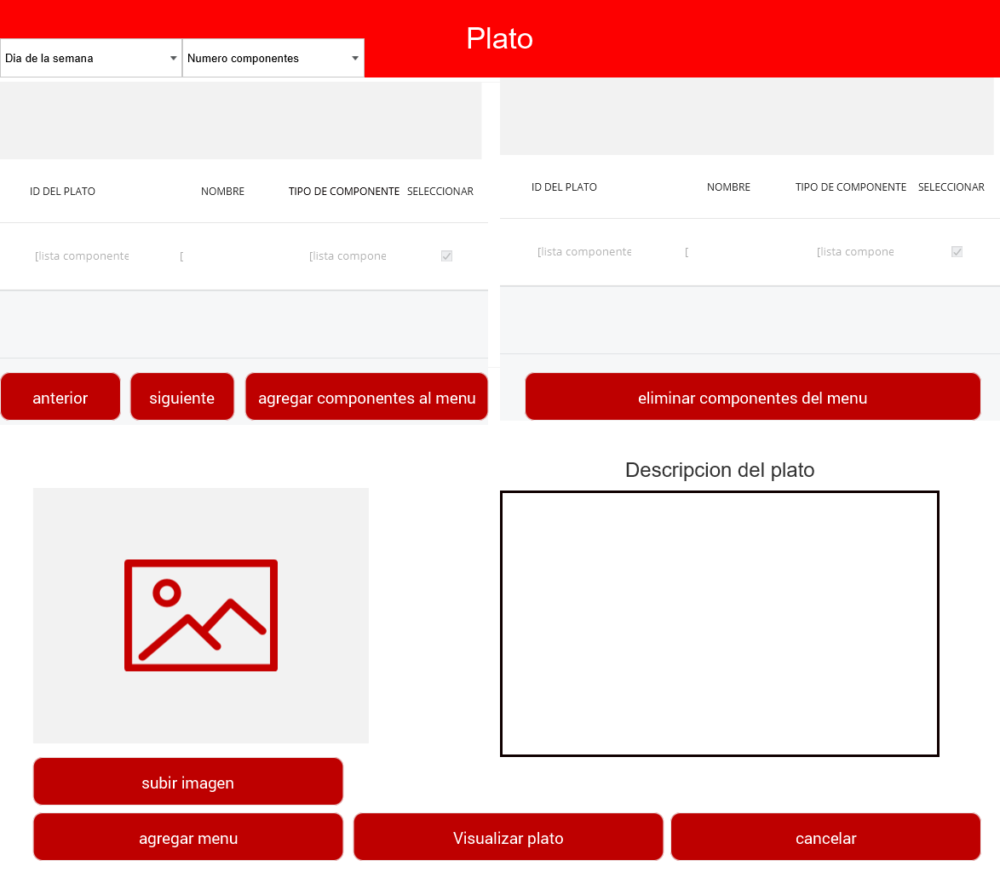 Plato
Dia de la semana
Numero componentes
ID DEL PLATO NOMBRE TIPO DE COMPONENTE SELECCIONAR
[lista componente [ [lista compone
ID DEL PLATO NOMBRE TIPO DE COMPONENTE SELECCIONAR
[lista componente [ [lista compone
anterior
siguiente
agregar componentes al menu
eliminar componentes del menu
Descripcion del plato
subir imagen
agregar menu
Visualizar plato
cancelar